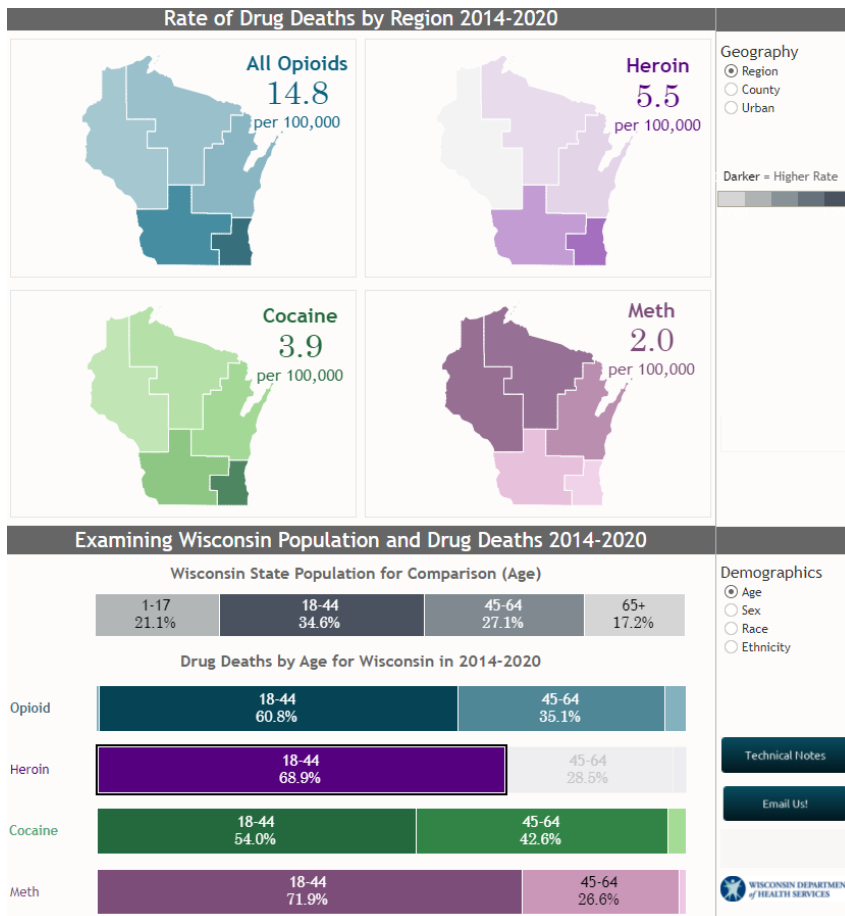 Rate of Drug Deaths by Region 2014-2020
All Opioids
14.8
per 100,000
Heroin
5.5
per 100,000
Geography
Region
County
Urban
Darker = Higher Rate
Cocaine
3.9
per 100,000
Meth
2.0
per 100,000
Examining Wisconsin Population and Drug Deaths 2014-2020
Wisconsin State Population for Comparison (Age)
1-17 18-44 45-64 65+
21.1% 34.6% 27.1% 17.2%
Drug Deaths by Age for Wisconsin in 2014-2020
Opioid
18-44 45-64
60.8% 35.1%
Heroin
18-44 45-64
68.9% 28.5%
Cocaine
18-44 45-64
54.0% 42.6%
Meth
18-44 45-64
71.9% 26.6%
Demographics
Age
Sex
Race
Ethnicity
Technical Notes
Email Us!
WISCONSIN DEPARTMEN
of HEALTH SERVICES